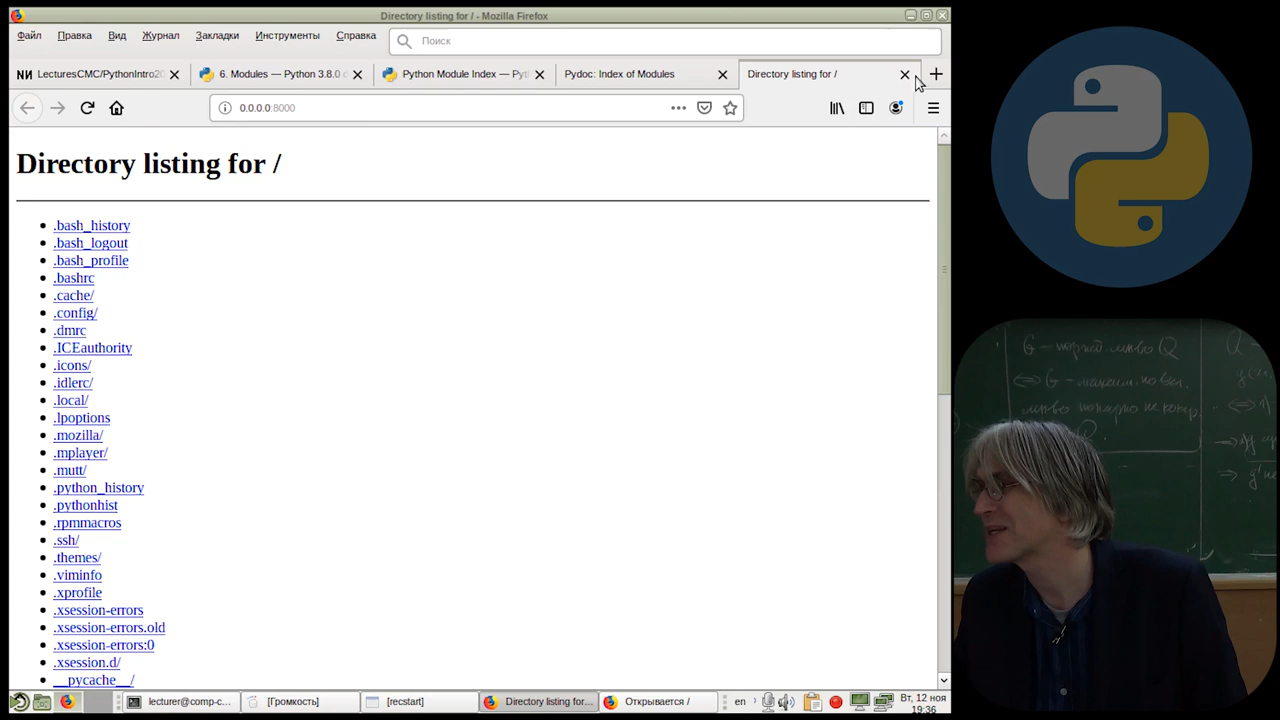 Directory listing for / - Mozilla Firefox
Файл Правка Вид Журнал Закладки Инструменты Справка Поиск
LecturesCMC/PythonIntro20 6. Modules — Python 3.8.0 d Python Module Index — Pyt Pydoc: Index of Modules Directory listing for /
0.0.0.0:8000
Directory listing for /
.bash_history
.bash_logout
.bash_profile
.bashrc
.cache/
.config/
.dmrc
.ICEauthority
.icons/
.idlerc/
.local/
.lpoptions
.mozilla/
.mplayer/
.mutt/
.python_history
.pythonhist
.rpmmacros
.ssh/
.themes/
.viminfo
.xprofile
.xsession-errors
.xsession-errors.old
.xsession-errors:0
.xsession.d/
__pycache__/
lecturer@comp-c... [Громкость] [recstart] Directory listing for... Открывается / en Вт, 12 ноя
19:36